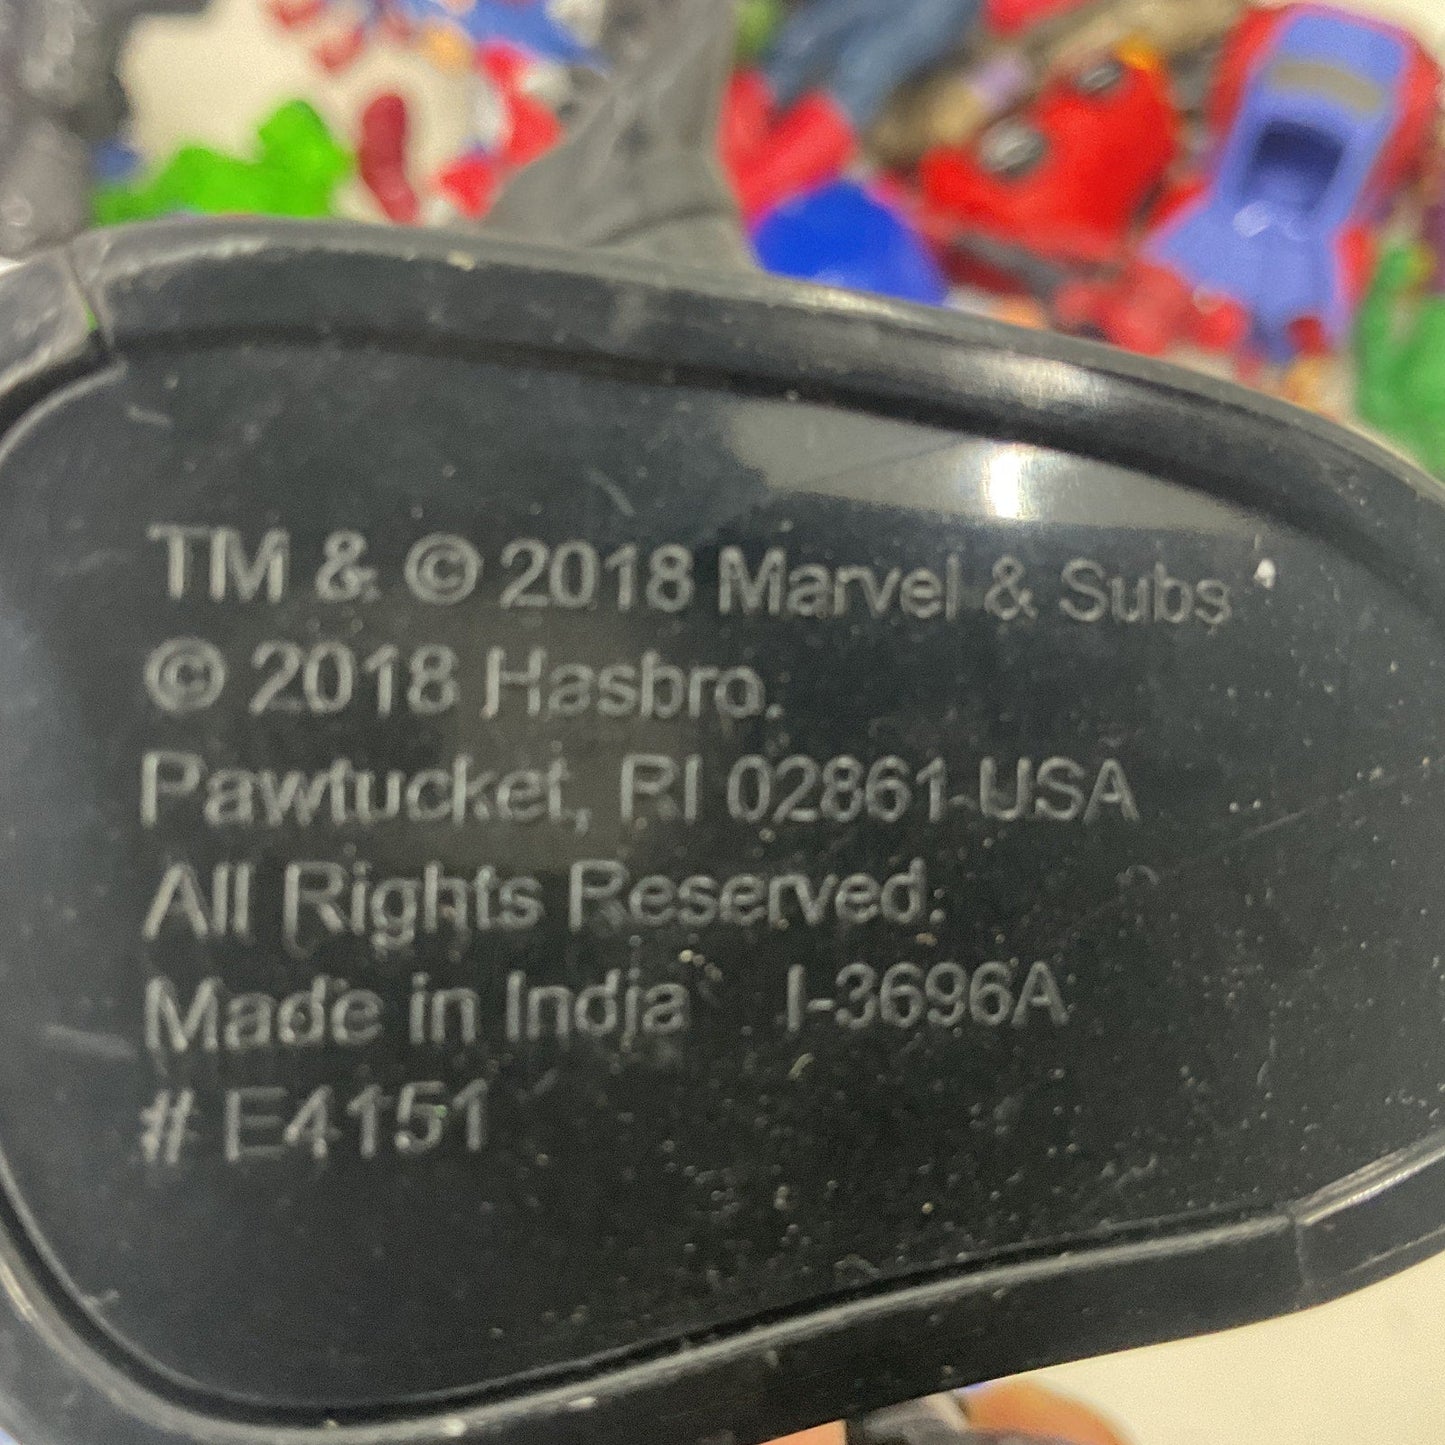 TM & © 2018 Marvel & Subs
© 2018 Hasbro.
Pawtucket, RI 02861 USA
All Rights Reserved.
Made in India I-3696A
# E4151